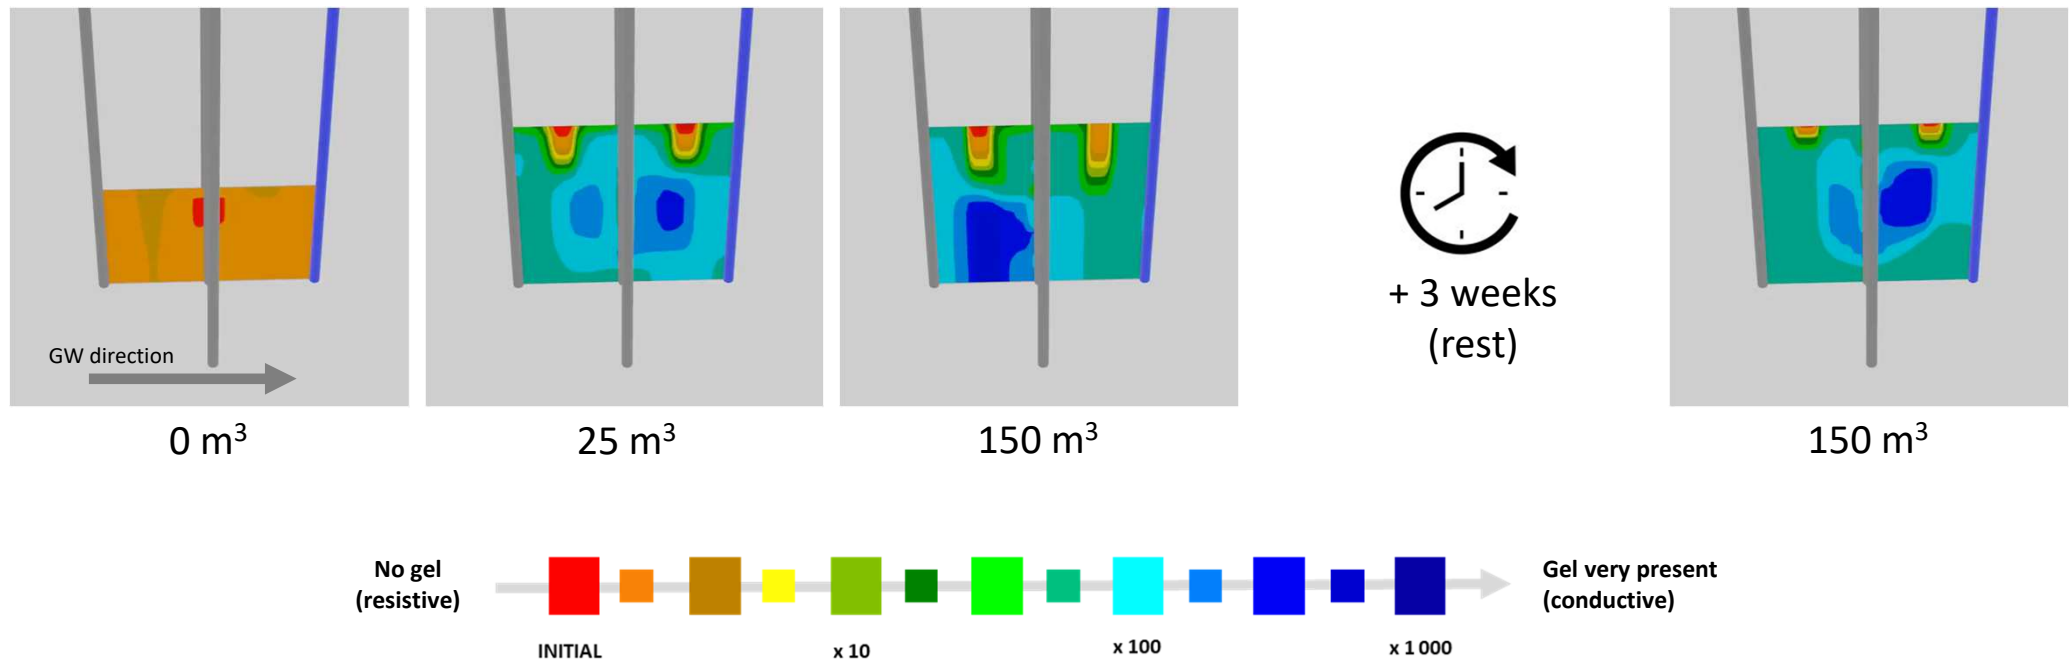 GW direction
0 m³
25 m³
150 m³
+ 3 weeks
(rest)
150 m³
No gel
(resistive)
Gel very present
(conductive)
INITIAL
x 10
x 100
x 1 000